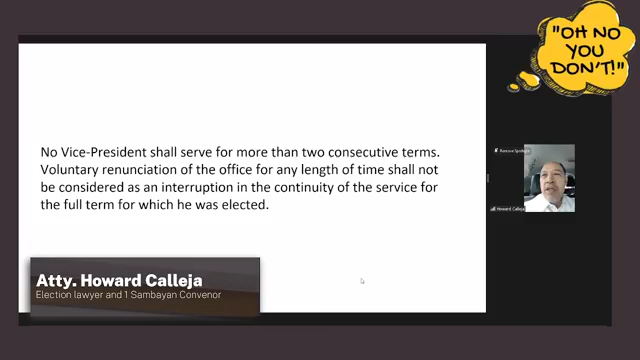 "OH NO
YOU
DON'T!"
No Vice-President shall serve for more than two consecutive terms.
Voluntary renunciation of the office for any length of time shall not
be considered as an interruption in the continuity of the service for
the full term for which he was elected.
Remove Spotlight
Howard Calleja
Atty. Howard Calleja
Election lawyer and 1 Sambayan Convenor